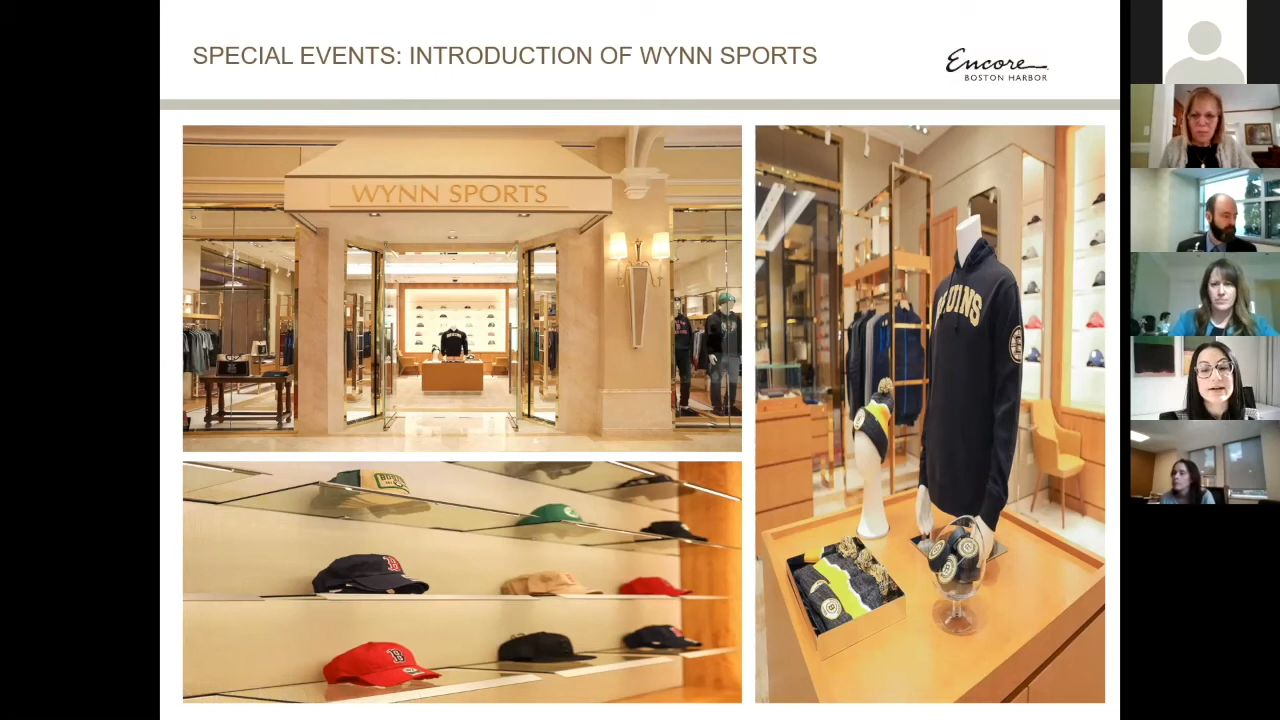 SPECIAL EVENTS: INTRODUCTION OF WYNN SPORTS
Encore
BOSTON HARBOR
WYNN SPORTS
BRUINS
B
B